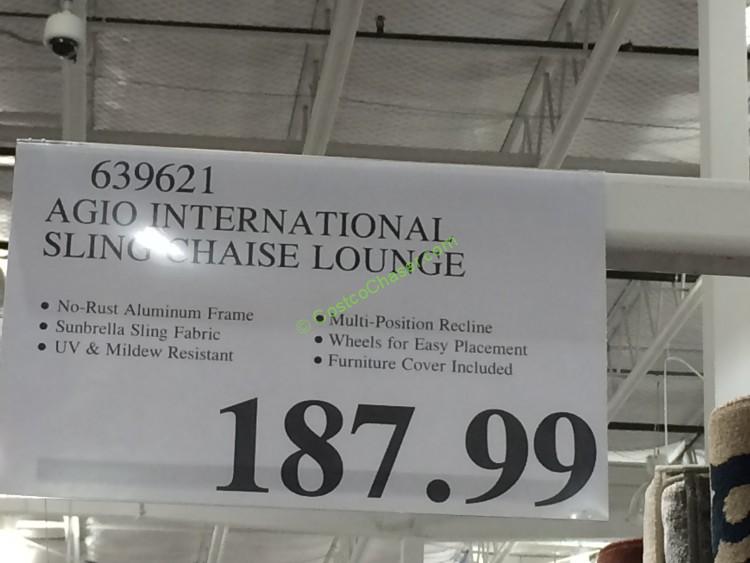 639621
AGIO INTERNATIONAL
SLING CHAISE LOUNGE
© CostcoChaser.com
• No-Rust Aluminum Frame
• Sunbrella Sling Fabric
• UV & Mildew Resistant
• Multi-Position Recline
• Wheels for Easy Placement
• Furniture Cover Included
187.99